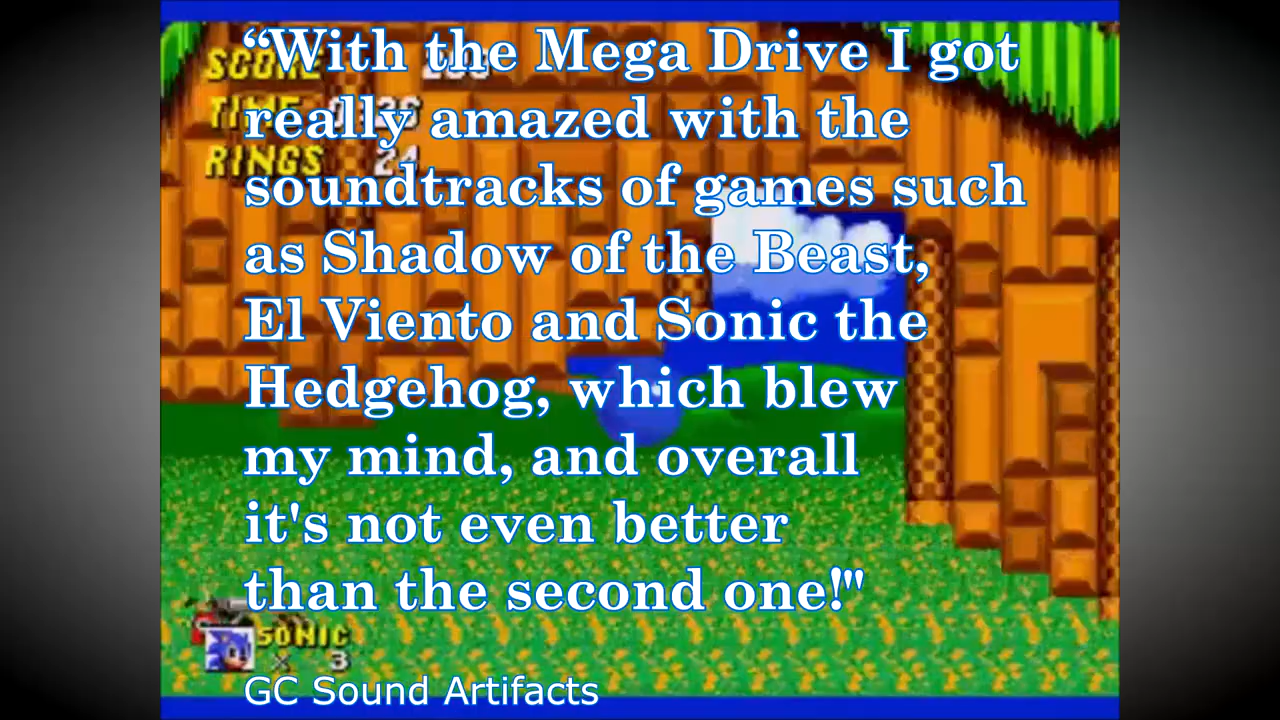 “With the Mega Drive I got
really amazed with the
soundtracks of games such
as Shadow of the Beast,
El Viento and Sonic the
Hedgehog, which blew
my mind, and overall
it's not even better
than the second one!"
GC Sound Artifacts
SCORE
TIME
RINGS 24
SONIC
x 3